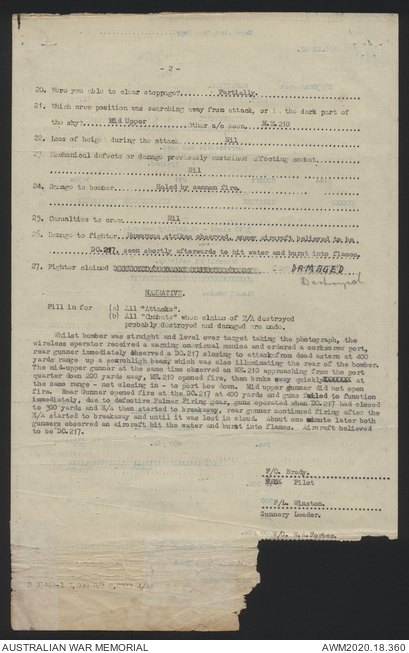 - 2 -
20. Were you able to clear stoppage? Partially.
21. Which crew position was searching away from attack, or i. the dark part of
the sky? Mid Upper Other a/c seen. M.E. 210
22. Loss of height during the attack Nil
23. Mechanical defects or damage previously sustained affecting combat.
Nil
24. Damage to bomber. Holed by cannon fire.
25. Casualties to crew. Nil
26. Damage to fighter. Numerous strikes observed, enemy aircraft believed to be
DO.217, seen shortly afterwards to hit water and burst into flames.
27. Fighter claimed DAMAGED
Destroyed
NARRATIVE.
Fill in for (a) All "Attacks".
(b) All "Combats" when claims of E/A destroyed
probably destroyed and damaged are made.
Whilst bomber was straight and level over target taking the photograph, the
wireless operator received a warning on visual monica and ordered a corkscrew port,
rear gunner immediately observed a DO.217 closing to attack from dead astern at 400
yards range up a searchligh beam, which was also illuminating the rear of the bomber.
The mid-upper gunner at the same time observed an ME.210 approaching from the port
quarter down 200 yards away, ME.210 opened fire, then broke away quickly at
the same range - not closing in - to port bow down. Mid upper gunner did not open
fire. Rear Gunner opened fire at the DO.217 at 400 yards and guns failed to function
immediately, due to defective Palmer Firing gear, guns operated when DO.217 had closed
to 300 yards and E/A then started to breakaway, rear gunner continued firing after the
E/A started to breakaway and until it was lost in cloud. About one minute later both
gunners observed an aircraft hit the water and burst into flames. Aircraft believed
to be DO.217.
F/O. Brady.
Pilot
F/L. Winston.
Gunnery Leader.
W/C. Forbes.
AUSTRALIAN WAR MEMORIAL AWM2020.18.360